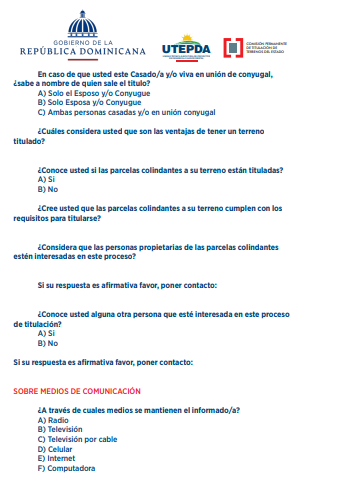 GOBIERNO DE LA
REPÚBLICA DOMINICANA
UTEPDA
COMISIÓN PERMANENTE
DE TITULACIÓN DE
TERRENOS DEL ESTADO
En caso de que usted este Casado/a y/o viva en unión de conyugal,
¿sabe a nombre de quien sale el título?
A) Solo el Esposo y/o Conyugue
B) Solo Esposa y/o Conyugue
C) Ambas personas casadas y/o en unión conyugal
¿Cuáles considera usted que son las ventajas de tener un terreno
titulado?
¿Conoce usted si las parcelas colindantes a su terreno están tituladas?
A) Si
B) No
¿Cree usted que las parcelas colindantes a su terreno cumplen con los
requisitos para titularse?
¿Considera que las personas propietarias de las parcelas colindantes
estén interesadas en este proceso?
Si su respuesta es afirmativa favor, poner contacto:
¿Conoce usted alguna otra persona que esté interesada en este proceso
de titulación?
A) Si
B) No
Si su respuesta es afirmativa favor, poner contacto:
SOBRE MEDIOS DE COMUNICACIÓN
¿A través de cuales medios se mantienen el informado/a?
A) Radio
B) Televisión
C) Televisión por cable
D) Celular
E) Internet
F) Computadora